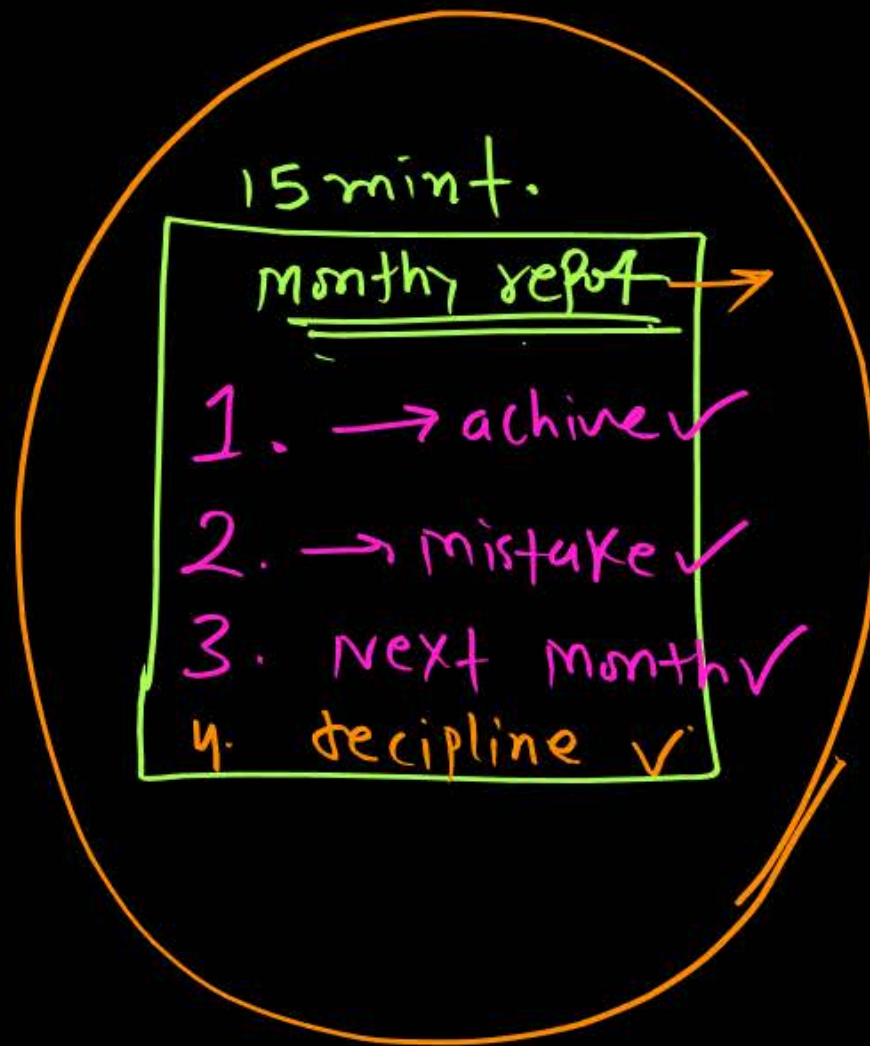 15 mint.
monthy repot →
1. → achive ✓
2. → mistake ✓
3. Next month ✓
4. decipline ✓